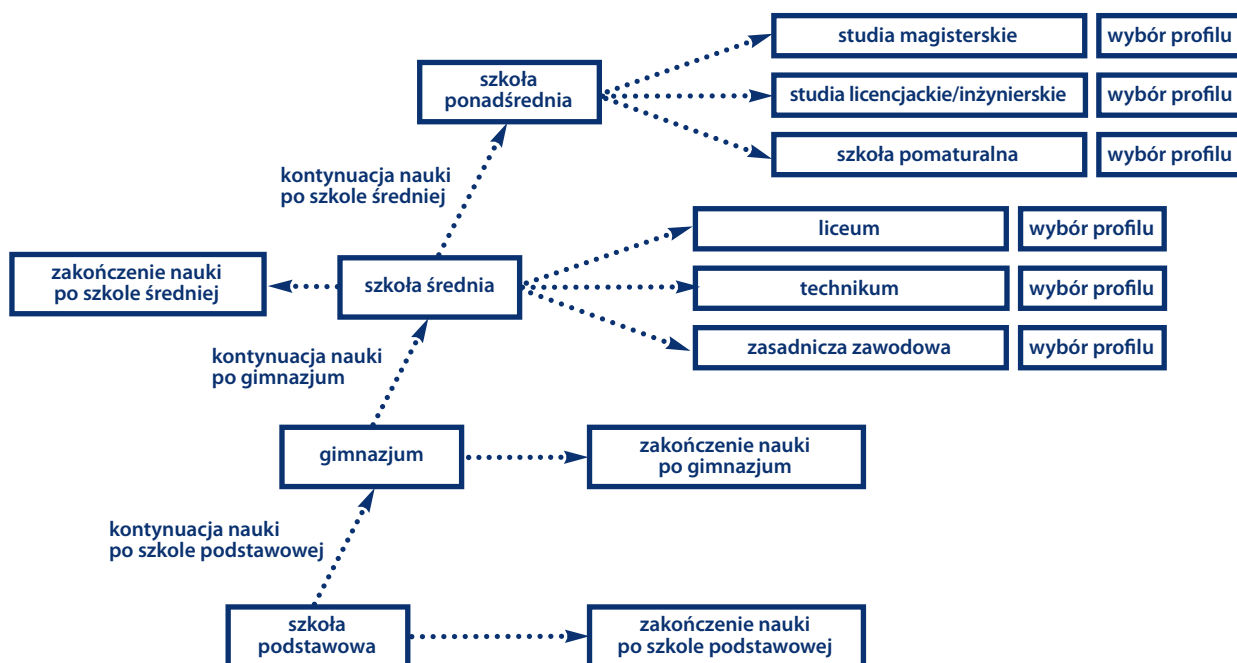 studia magisterskie
wybór profilu
szkoła
ponadśrednia
studia licencjackie/inżynierskie
wybór profilu
szkoła pomaturalna
wybór profilu
kontynuacja nauki
po szkole średniej
liceum
wybór profilu
zakończenie nauki
po szkole średniej
szkoła średnia
technikum
wybór profilu
zasadnicza zawodowa
wybór profilu
kontynuacja nauki
po gimnazjum
gimnazjum
zakończenie nauki
po gimnazjum
kontynuacja nauki
po szkole podstawowej
szkoła
podstawowa
zakończenie nauki
po szkole podstawowej